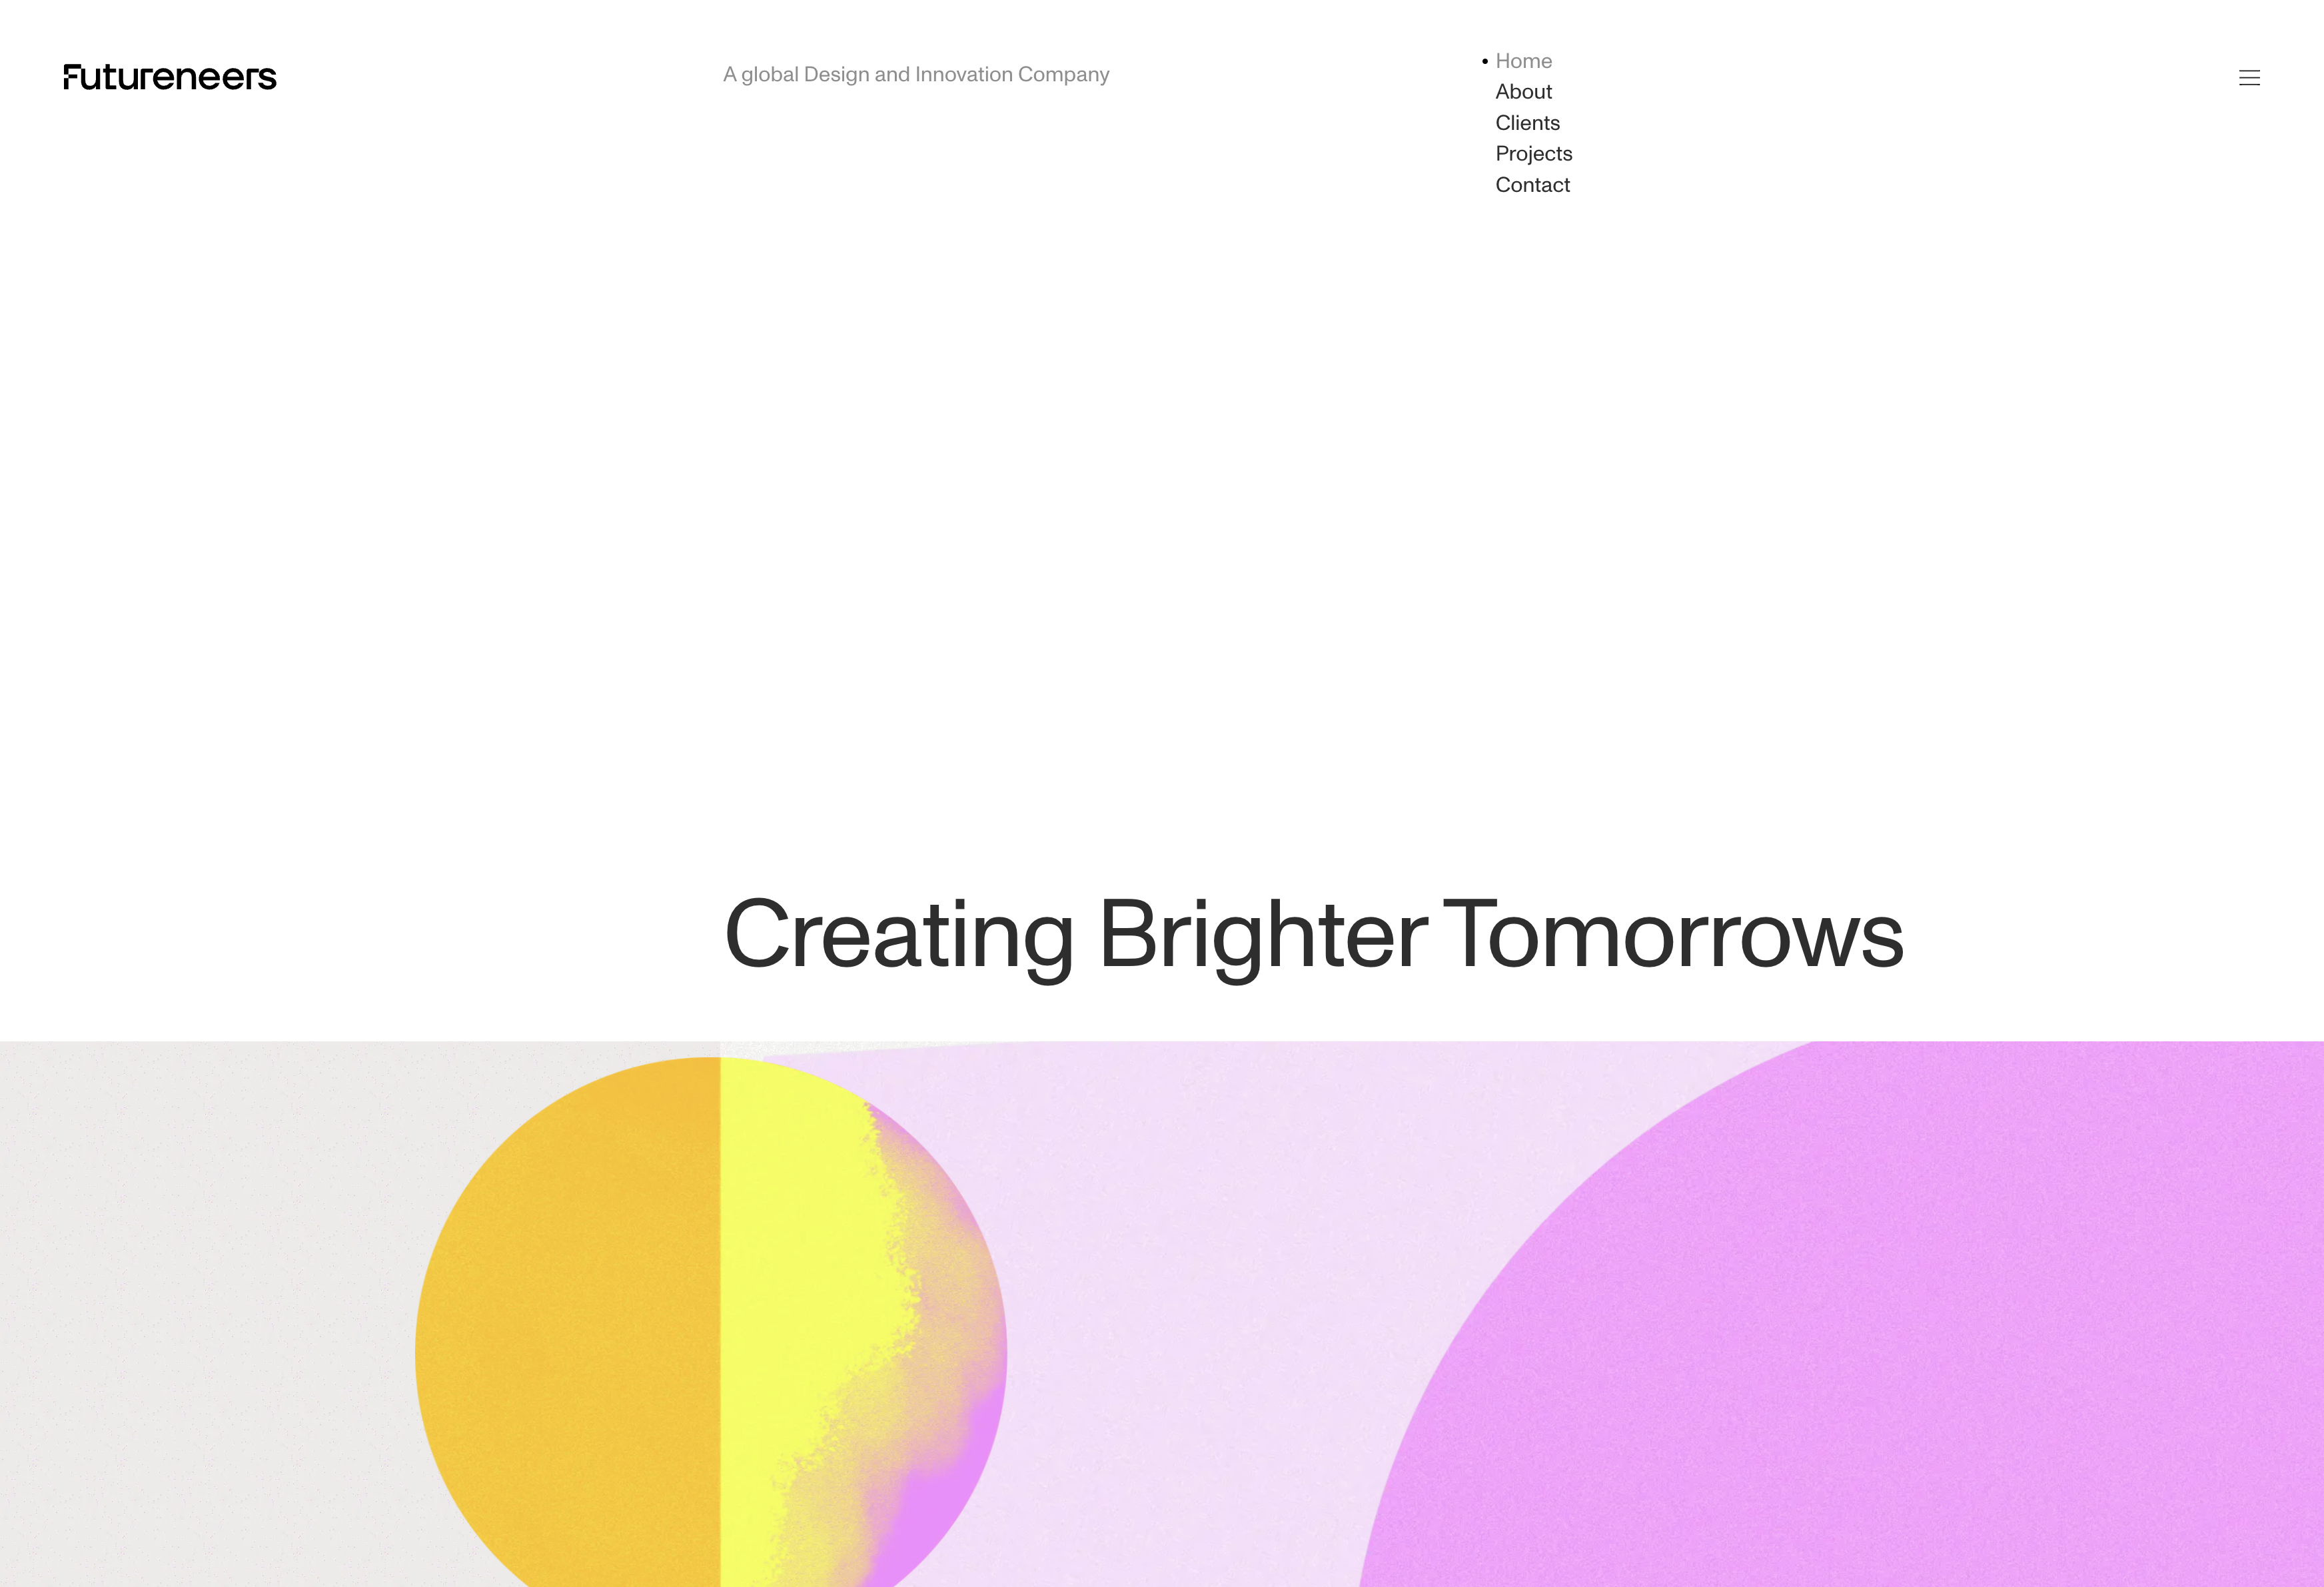 Futureneers
A global Design and Innovation Company
Home
About
Clients
Projects
Contact
Creating Brighter Tomorrows